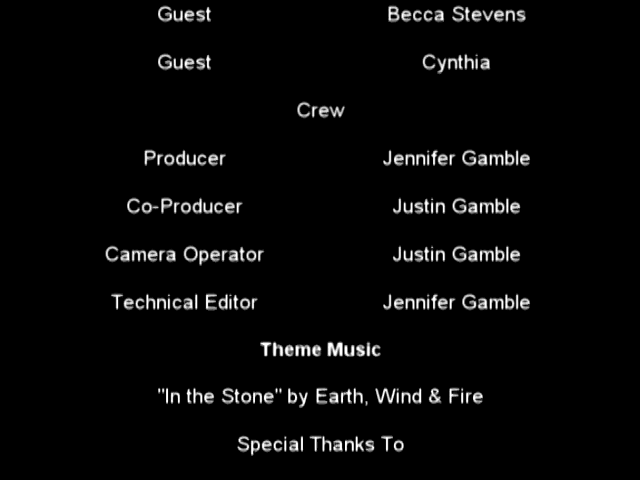 Guest Becca Stevens
Guest Cynthia
Crew
Producer Jennifer Gamble
Co-Producer Justin Gamble
Camera Operator Justin Gamble
Technical Editor Jennifer Gamble
Theme Music
"In the Stone" by Earth, Wind & Fire
Special Thanks To